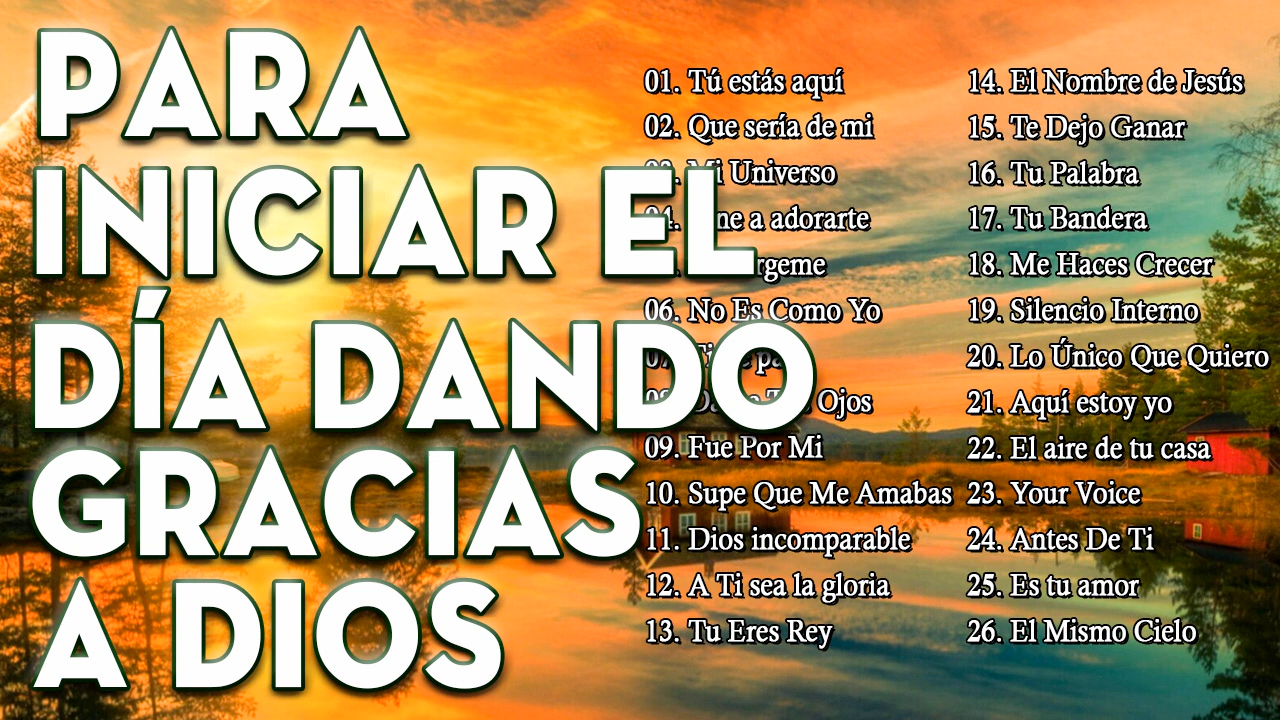 PARA
INICIAR EL
DÍA DANDO
GRACIAS
A DIOS
01. Tú estás aquí
02. Que sería de mi
Universo
a adorarte
06. No Es Como Yo
Ojos
09. Fue Por Mi
10. Supe Que Me Amabas
11. Dios incomparable
12. A Ti sea la gloria
13. Tu Eres Rey
14. El Nombre de Jesús
15. Te Dejo Ganar
16. Tu Palabra
17. Tu Bandera
18. Me Haces Crecer
19. Silencio Interno
20. Lo Único Que Quiero
21. Aquí estoy yo
22. El aire de tu casa
23. Your Voice
24. Antes De Ti
25. Es tu amor
26. El Mismo Cielo